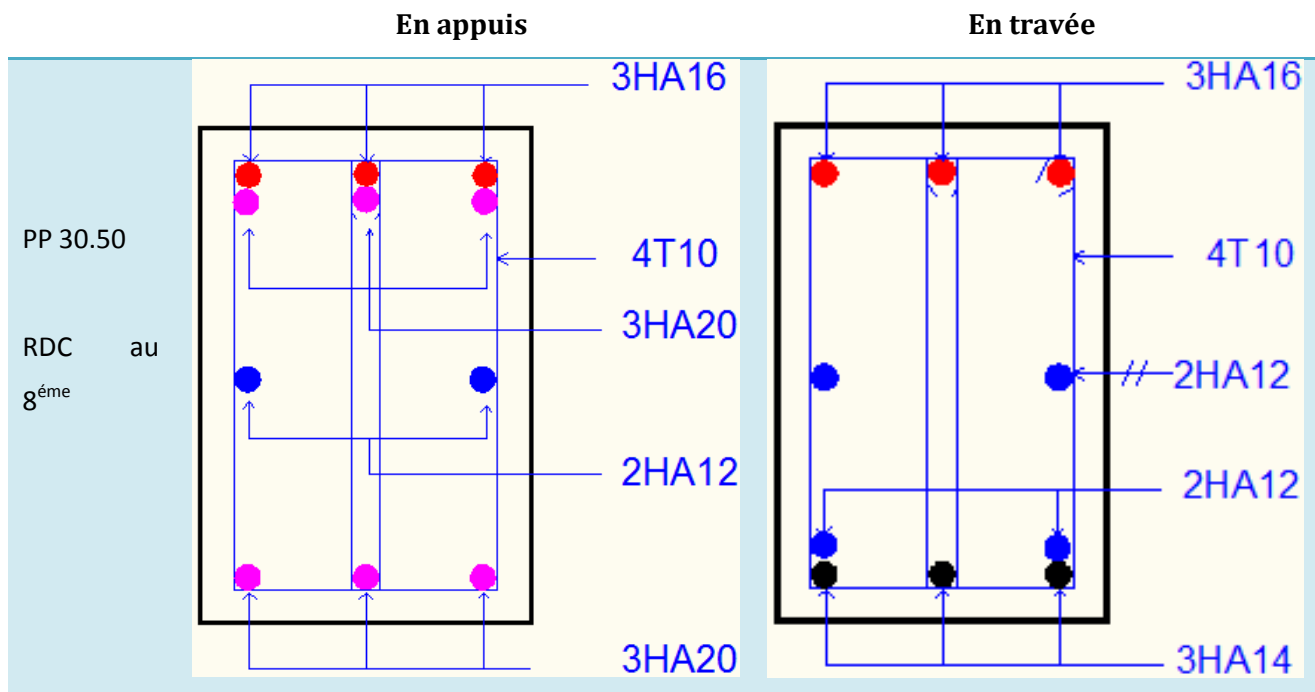 En appuis
En travée
PP 30.50
RDC au
8éme
3HA16
4T10
3HA20
2HA12
3HA20
3HA16
4T10
2HA12
2HA12
3HA14